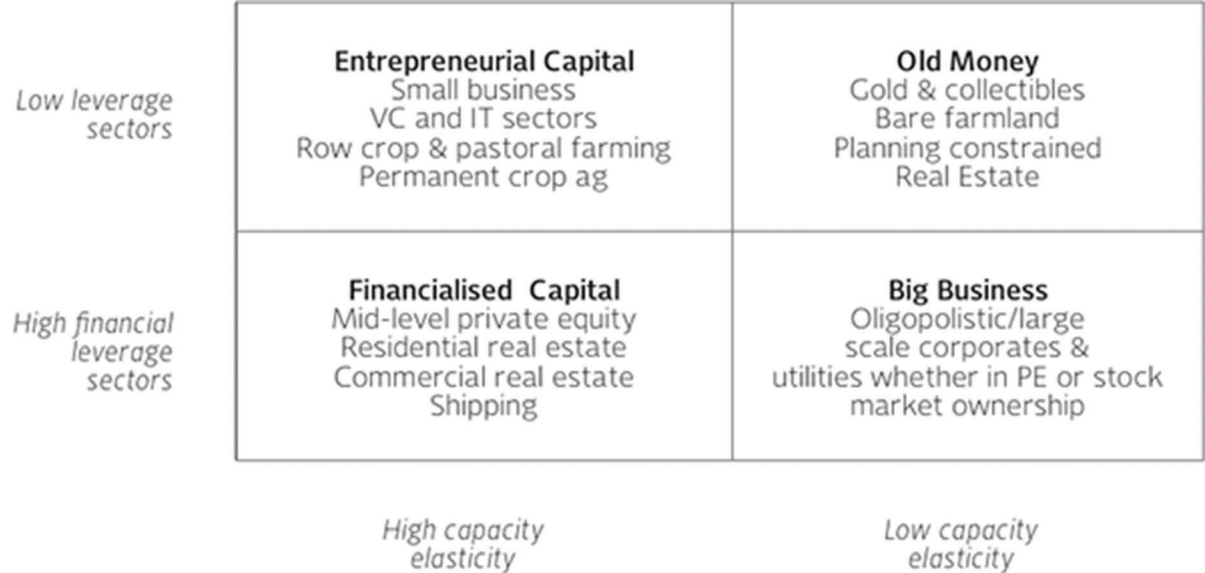 Low leverage
sectors
Entrepreneurial Capital
Small business
VC and IT sectors
Row crop & pastoral farming
Permanent crop ag
Old Money
Gold & collectibles
Bare farmland
Planning constrained
Real Estate
High financial
leverage
sectors
Financialised  Capital
Mid-level private equity
Residential real estate
Commercial real estate
Shipping
Big Business
Oligopolistic/large
scale corporates &
utilities whether in PE or stock
market ownership
High capacity
elasticity
Low capacity
elasticity